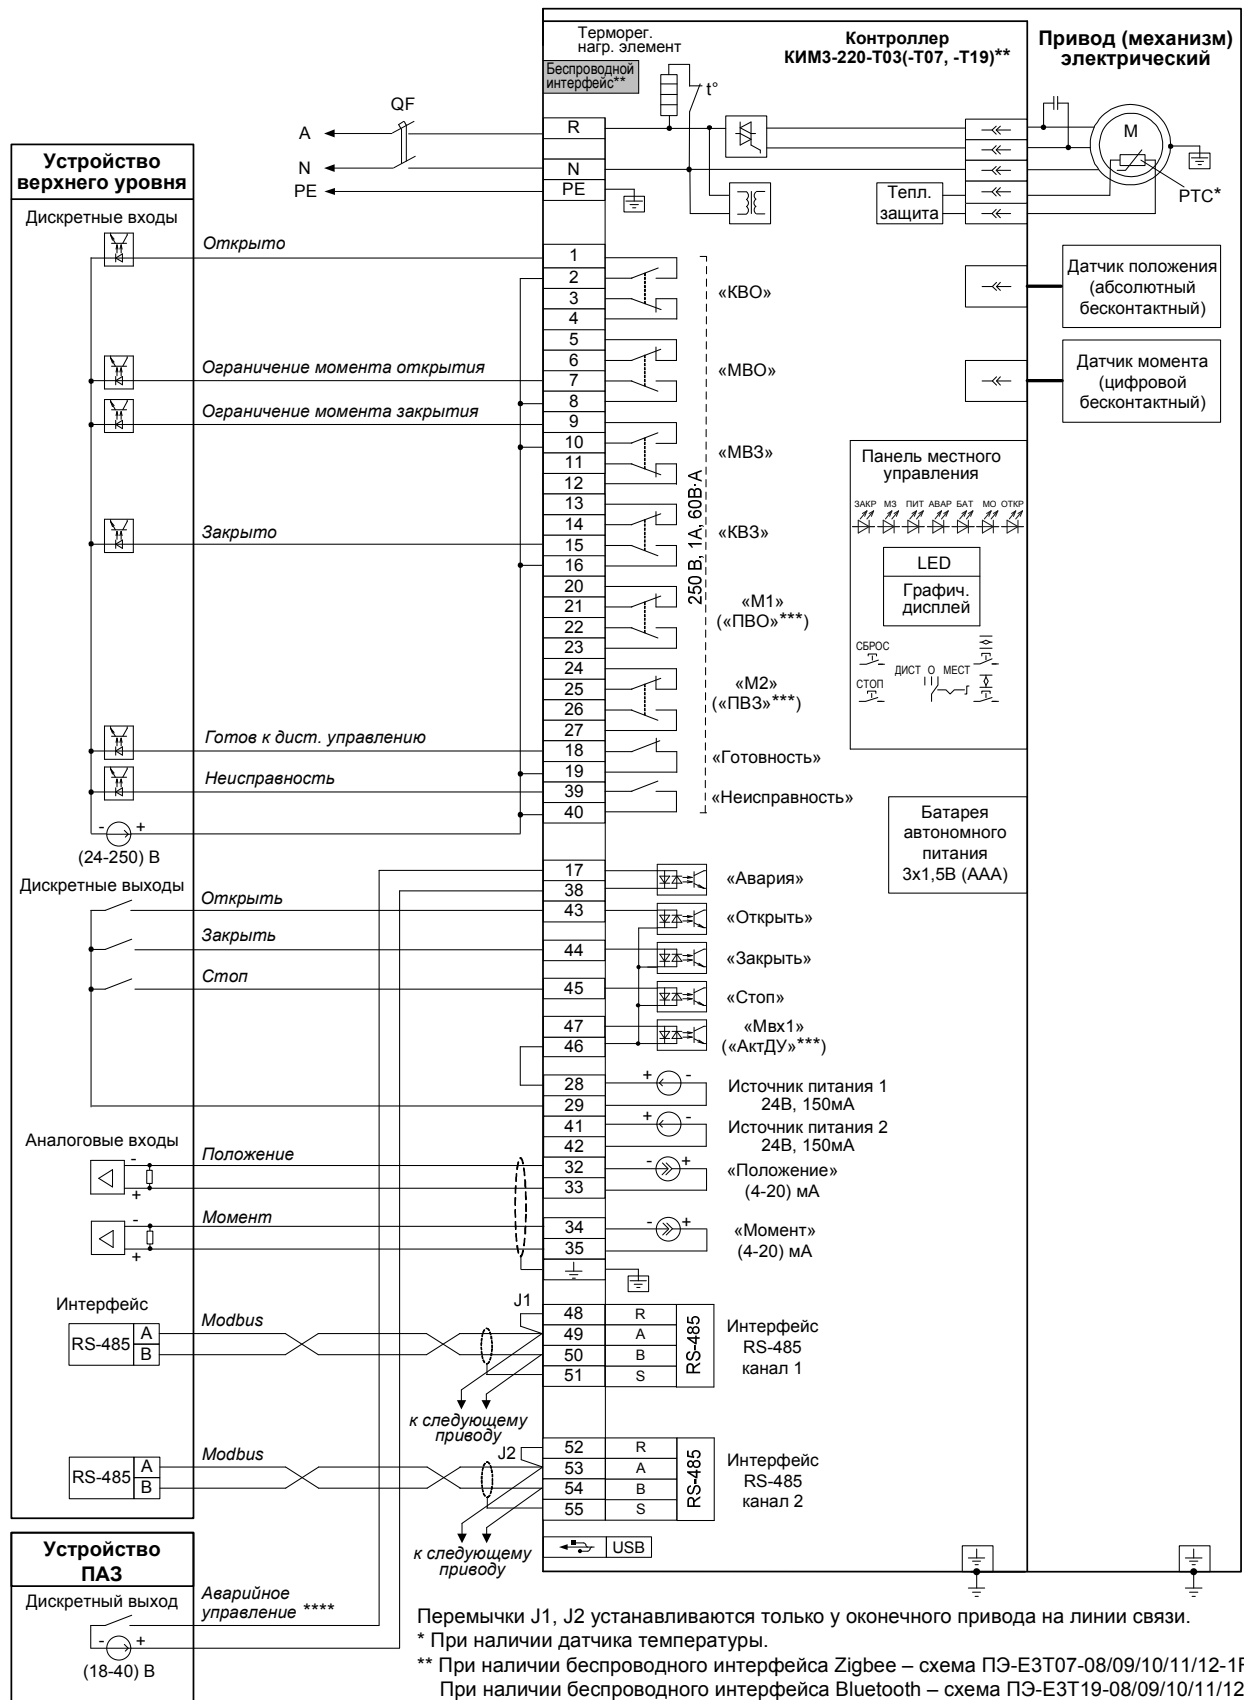 Контроллер
КИМ3-220-Т03(-Т07, -Т19)**
Привод (механизм)
электрический
Терморег.
нагр. элемент
Беспроводной
интерфейс**
t°
QF
A
N
PE
R
N
PE
М
PTC*
Тепл.
защита
Устройство
верхнего уровня
Дискретные входы
Открыто
1
2
3
4
«КВО»
Датчик положения
(абсолютный
бесконтактный)
5
6
7
8
Ограничение момента открытия
«МВО»
Датчик момента
(цифровой
бесконтактный)
Ограничение момента закрытия
9
10
11
12
«МВЗ»
250 В, 1А, 60В·А
Панель местного
управления
ЗАКР МЗ ПИТ АВАР БАТ МО ОТКР
LED
Графич.
дисплей
СБРОС
СТОП
ДИСТ О МЕСТ
Закрыто
13
14
15
16
«КВЗ»
20
21
22
23
«М1»
(«ПВО»***)
24
25
26
27
«М2»
(«ПВЗ»***)
Готов к дист. управлению
18
19
«Готовность»
Неисправность
39
40
«Неисправность»
- +
(24-250) В
Батарея
автономного
питания
3х1,5В (ААА)
Дискретные выходы
17
38
«Авария»
Открыть
43
«Открыть»
Закрыть
44
«Закрыть»
Стоп
45
«Стоп»
47
46
«Мвх1»
(«АктДУ»***)
28
29
+ -
Источник питания 1
24В, 150мА
41
42
+ -
Источник питания 2
24В, 150мА
Аналоговые входы
Положение
- +
32
33
- +
«Положение»
(4-20) мА
Момент
- +
34
35
- +
«Момент»
(4-20) мА
Интерфейс
RS-485
A
B
Modbus
J1
48 R
49 A
50 B
51 S
RS-485
Интерфейс
RS-485
канал 1
к следующему
приводу
RS-485
A
B
Modbus
J2
52 R
53 A
54 B
55 S
RS-485
Интерфейс
RS-485
канал 2
к следующему
приводу
USB
Устройство
ПАЗ
Дискретный выход
Аварийное
управление ****
- +
(18-40) В
Перемычки J1, J2 устанавливаются только у оконечного привода на линии связи.
* При наличии датчика температуры.
** При наличии беспроводного интерфейса Zigbee – схема ПЭ-Е3Т07-08/09/10/11/12-1
При наличии беспроводного интерфейса Bluetooth – схема ПЭ-Е3Т19-08/09/10/11/12